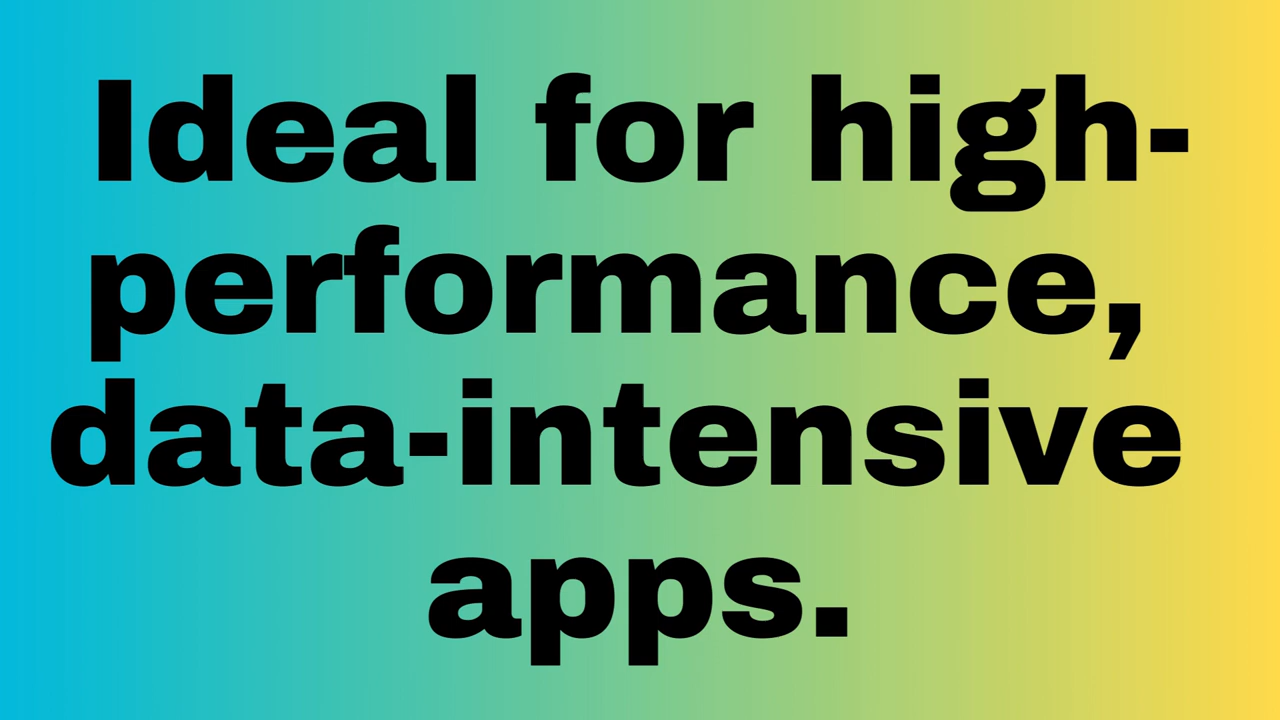 Ideal for high-
performance,
data-intensive
apps.